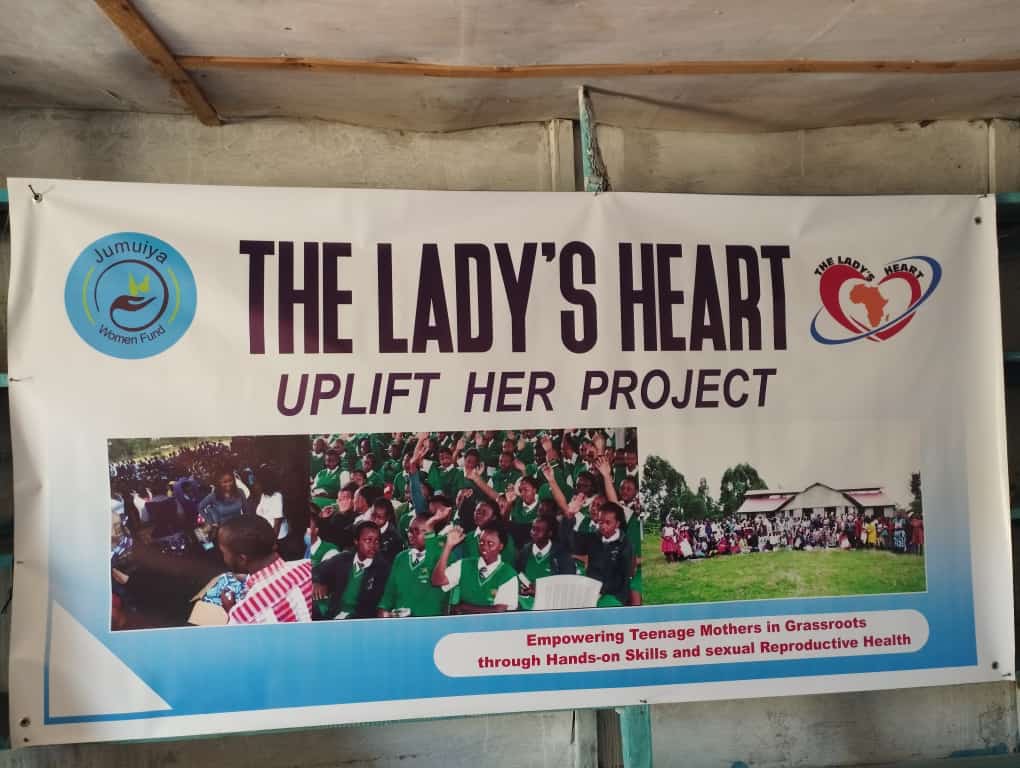 Jumuiya
Women Fund
THE LADY'S HEART
THE LADY'S HEART
UPLIFT HER PROJECT
Empowering Teenage Mothers in Grassroots
through Hands-on Skills and sexual Reproductive Health